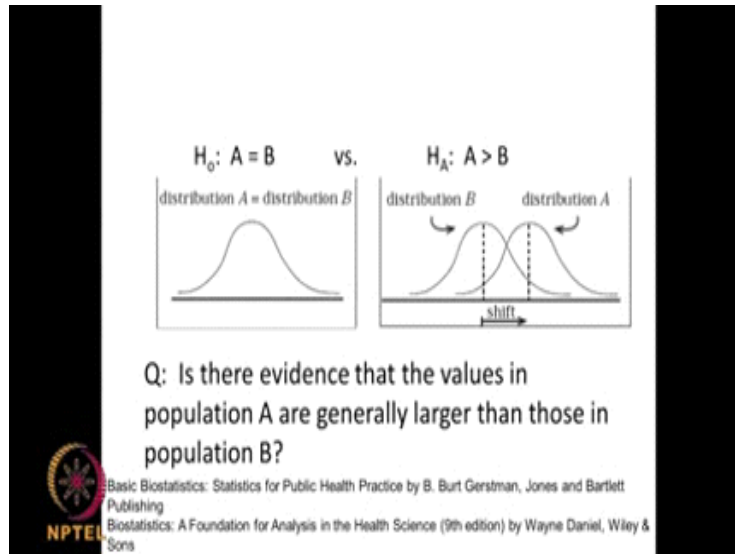 H₀: A = B vs. Hₐ: A > B
distribution A = distribution B
distribution B distribution A
shift
Q: Is there evidence that the values in
population A are generally larger than those in
population B?
Basic Biostatistics: Statistics for Public Health Practice by B. Burt Gerstman, Jones and Bartlett
Publishing
Biostatistics: A Foundation for Analysis in the Health Science (9th edition) by Wayne Daniel, Wiley &
Sons
NPTEL